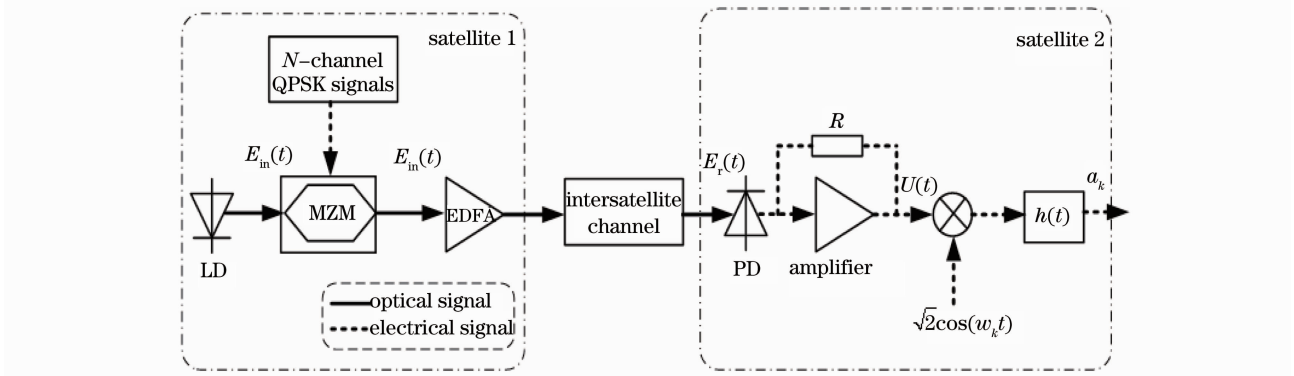 satellite 1
N-channel
QPSK signals
E_in(t)
E_in(t)
MZM
EDFA
LD
optical signal
electrical signal
intersatellite
channel
satellite 2
R
E_r(t)
U(t)
a_k
h(t)
PD
amplifier
√2cos(w_kt)